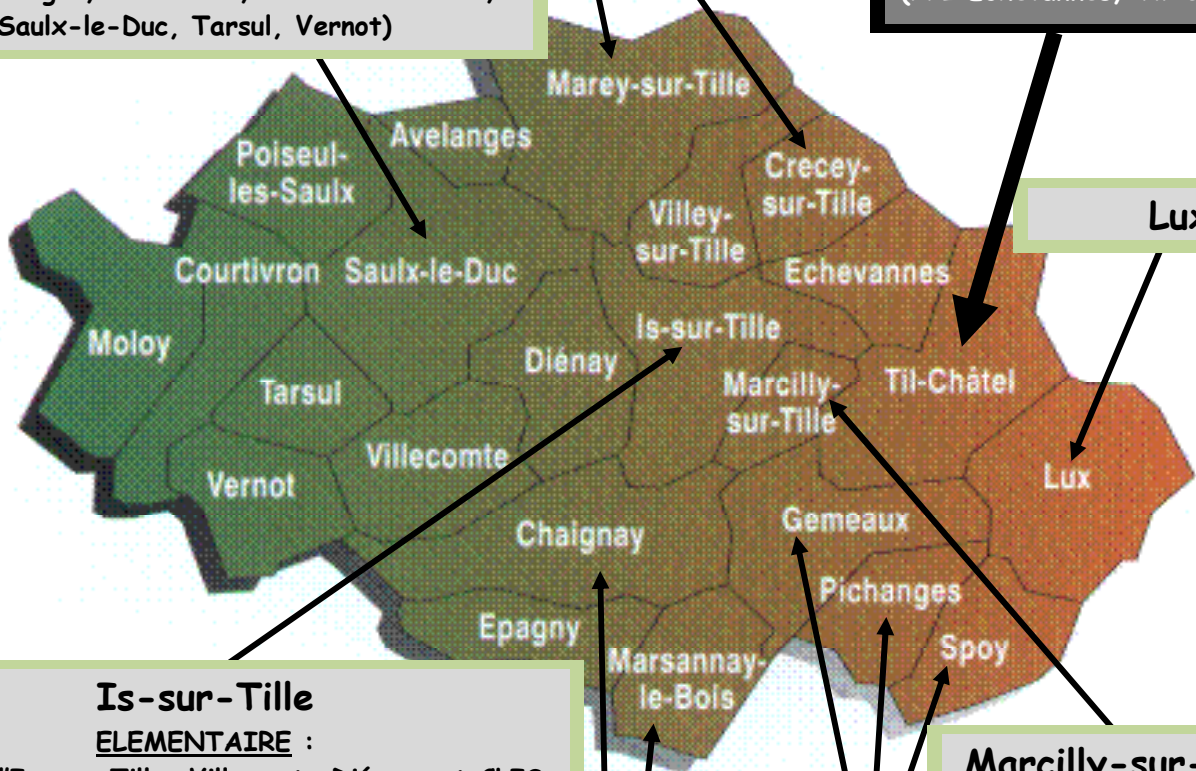 Saulx-le-Duc, Tarsul, Vernot)
Marey-sur-Tille
Avelanges
Poiseul-
les-Saulx
Crecey-
sur-Tille
Villey-
sur-Tille
Lux
Courtivron
Saulx-le-Duc
Echevannes
Moloy
Is-sur-Tille
Diénay
Tarsul
Marcilly-
sur-Tille
Til-Châtel
Villecomte
Vernot
Lux
Chaignay
Gemeaux
Pichanges
Epagny
Spoy
Marsannay-
le-Bois
Is-sur-Tille
ELEMENTAIRE :
Marcilly-sur-